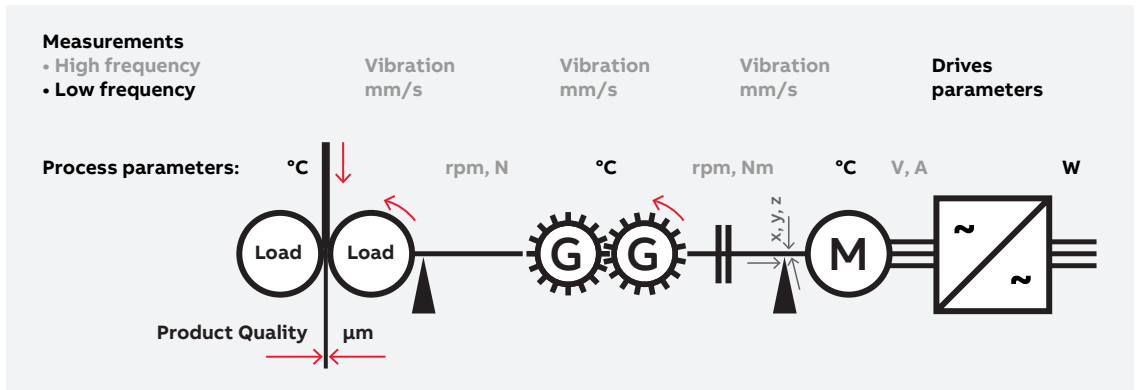 Measurements
• High frequency
• Low frequency
Vibration
mm/s
Vibration
mm/s
Vibration
mm/s
Drives
parameters
Process parameters:
°C
rpm, N
°C
rpm, Nm
°C
V, A
W
x, y, z
Load
Load
G
G
M
~
~
Product Quality
µm